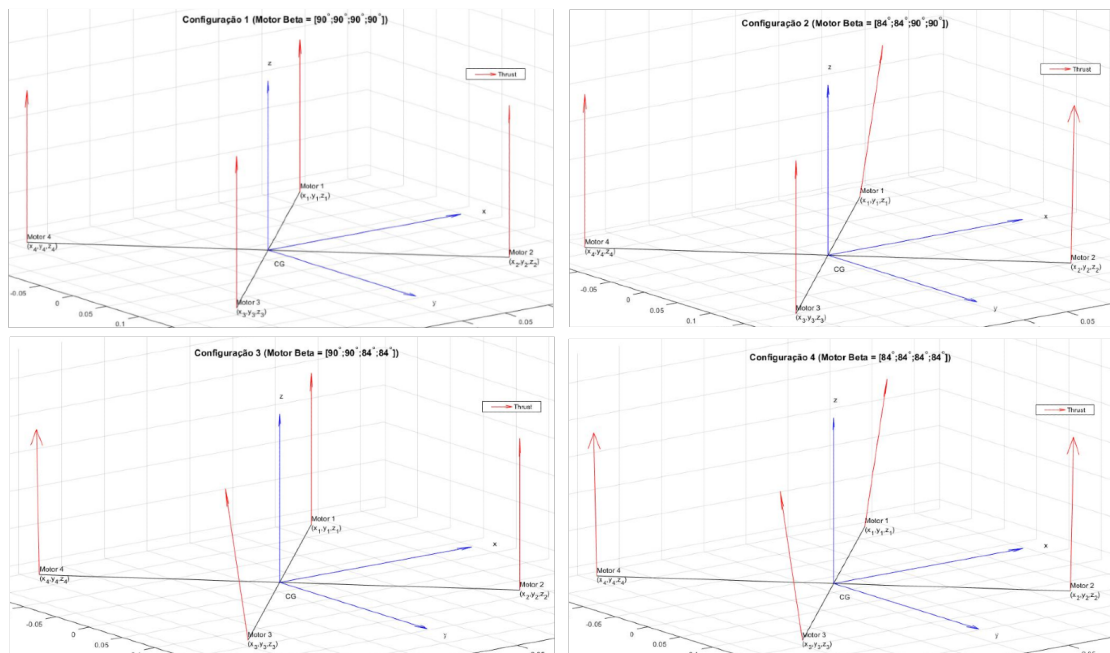 Configuração 1 (Motor Beta = [90°;90°;90°;90°])
z
Thrust
Motor 1
(x₁,y₁,z₁)
x
Motor 4
(x₄,y₄,z₄)
Motor 2
(x₂,y₂,z₂)
CG
y
Motor 3
(x₃,y₃,z₃)
-0.05
0
0.1
0.05
Configuração 2 (Motor Beta = [84°;84°;90°;90°])
z
Thrust
Motor 1
(x₁,y₁,z₁)
x
Motor 4
(x₄,y₄,z₄)
Motor 2
(x₂,y₂,z₂)
CG
y
Motor 3
(x₃,y₃,z₃)
-0.05
0
0.05
0.1
0.05
Configuração 3 (Motor Beta = [90°;90°;84°;84°])
z
Thrust
Motor 1
(x₁,y₁,z₁)
x
Motor 4
(x₄,y₄,z₄)
Motor 2
(x₂,y₂,z₂)
CG
y
Motor 3
(x₃,y₃,z₃)
-0.05
0
0.05
0.05
Configuração 4 (Motor Beta = [84°;84°;84°;84°])
z
Thrust
Motor 1
(x₁,y₁,z₁)
x
Motor 4
(x₄,y₄,z₄)
Motor 2
(x₂,y₂,z₂)
CG
y
Motor 3
(x₃,y₃,z₃)
-0.05
0
0.05